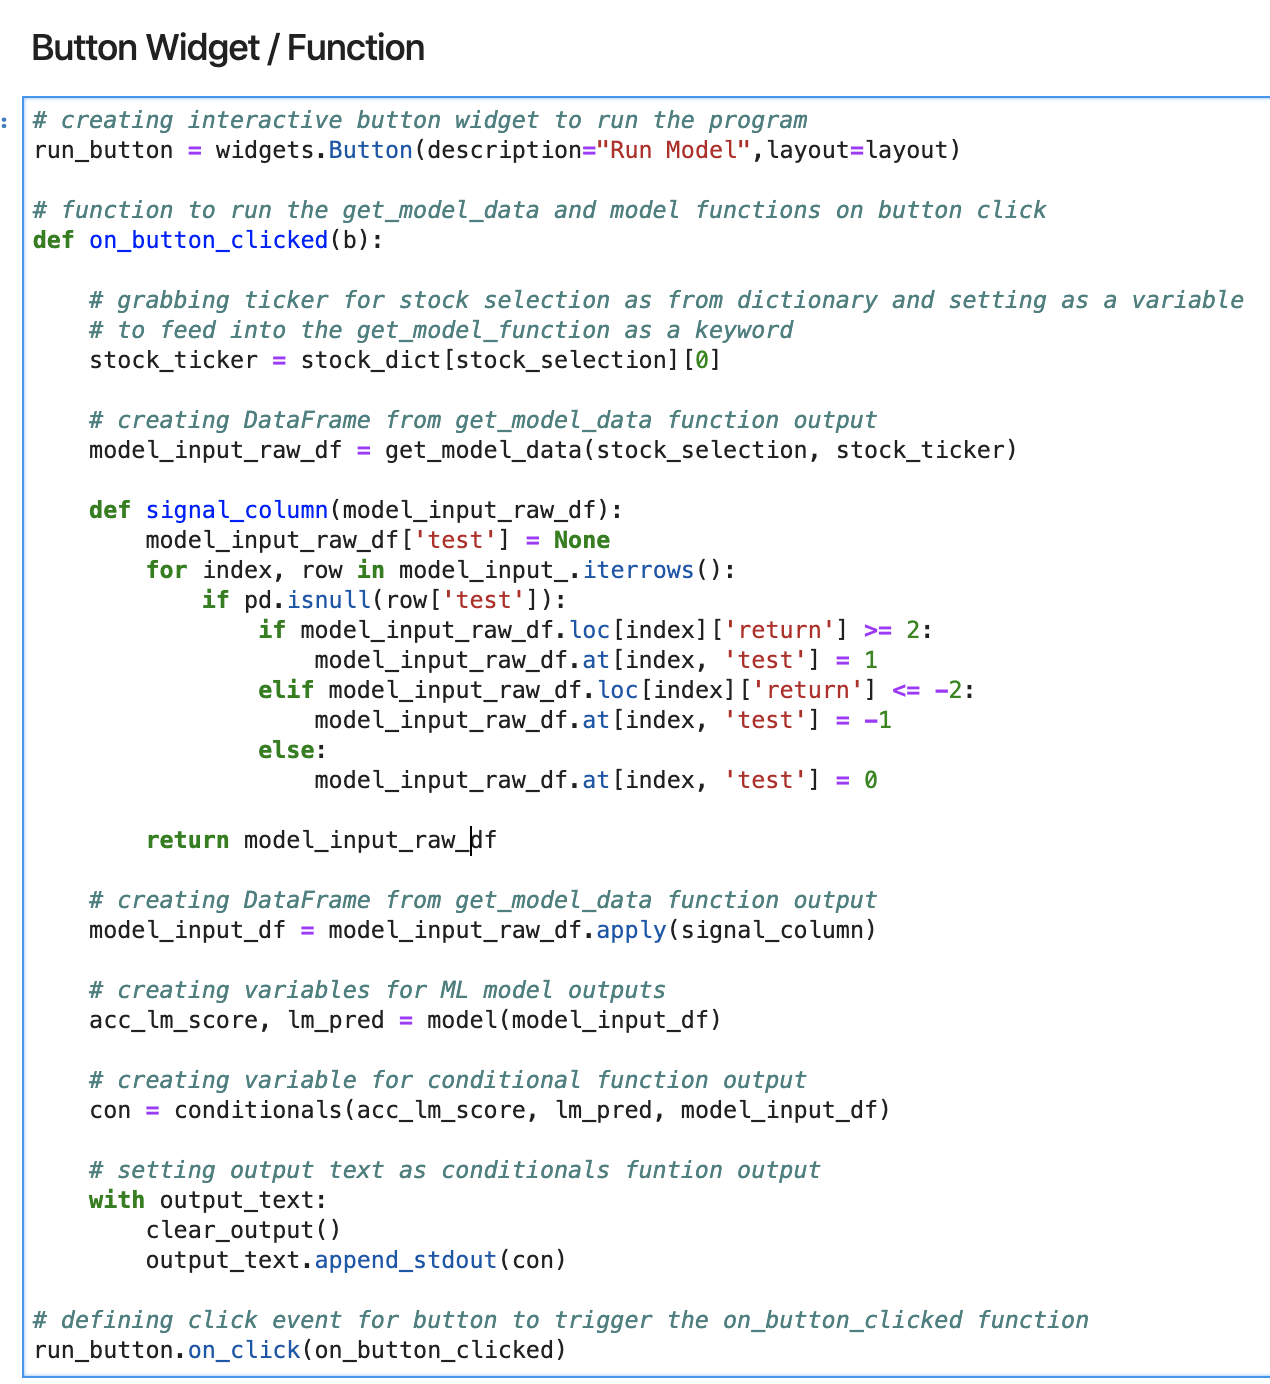 Button Widget / Function
# creating interactive button widget to run the program
run_button = widgets.Button(description="Run Model",layout=layout)
# function to run the get_model_data and model functions on button click
def on_button_clicked(b):
    # grabbing ticker for stock selection as from dictionary and setting as a variable
    # to feed into the get_model_function as a keyword
    stock_ticker = stock_dict[stock_selection][0]
    # creating DataFrame from get_model_data function output
    model_input_raw_df = get_model_data(stock_selection, stock_ticker)
    def signal_column(model_input_raw_df):
        model_input_raw_df['test'] = None
        for index, row in model_input_.iterrows():
            if pd.isnull(row['test']):
                if model_input_raw_df.loc[index]['return'] >= 2:
                    model_input_raw_df.at[index, 'test'] = 1
                elif model_input_raw_df.loc[index]['return'] <= -2:
                    model_input_raw_df.at[index, 'test'] = -1
                else:
                    model_input_raw_df.at[index, 'test'] = 0
        return model_input_raw_df
    # creating DataFrame from get_model_data function output
    model_input_df = model_input_raw_df.apply(signal_column)
    # creating variables for ML model outputs
    acc_lm_score, lm_pred = model(model_input_df)
    # creating variable for conditional function output
    con = conditionals(acc_lm_score, lm_pred, model_input_df)
    # setting output text as conditionals funtion output
    with output_text:
        clear_output()
        output_text.append_stdout(con)
# defining click event for button to trigger the on_button_clicked function
run_button.on_click(on_button_clicked)